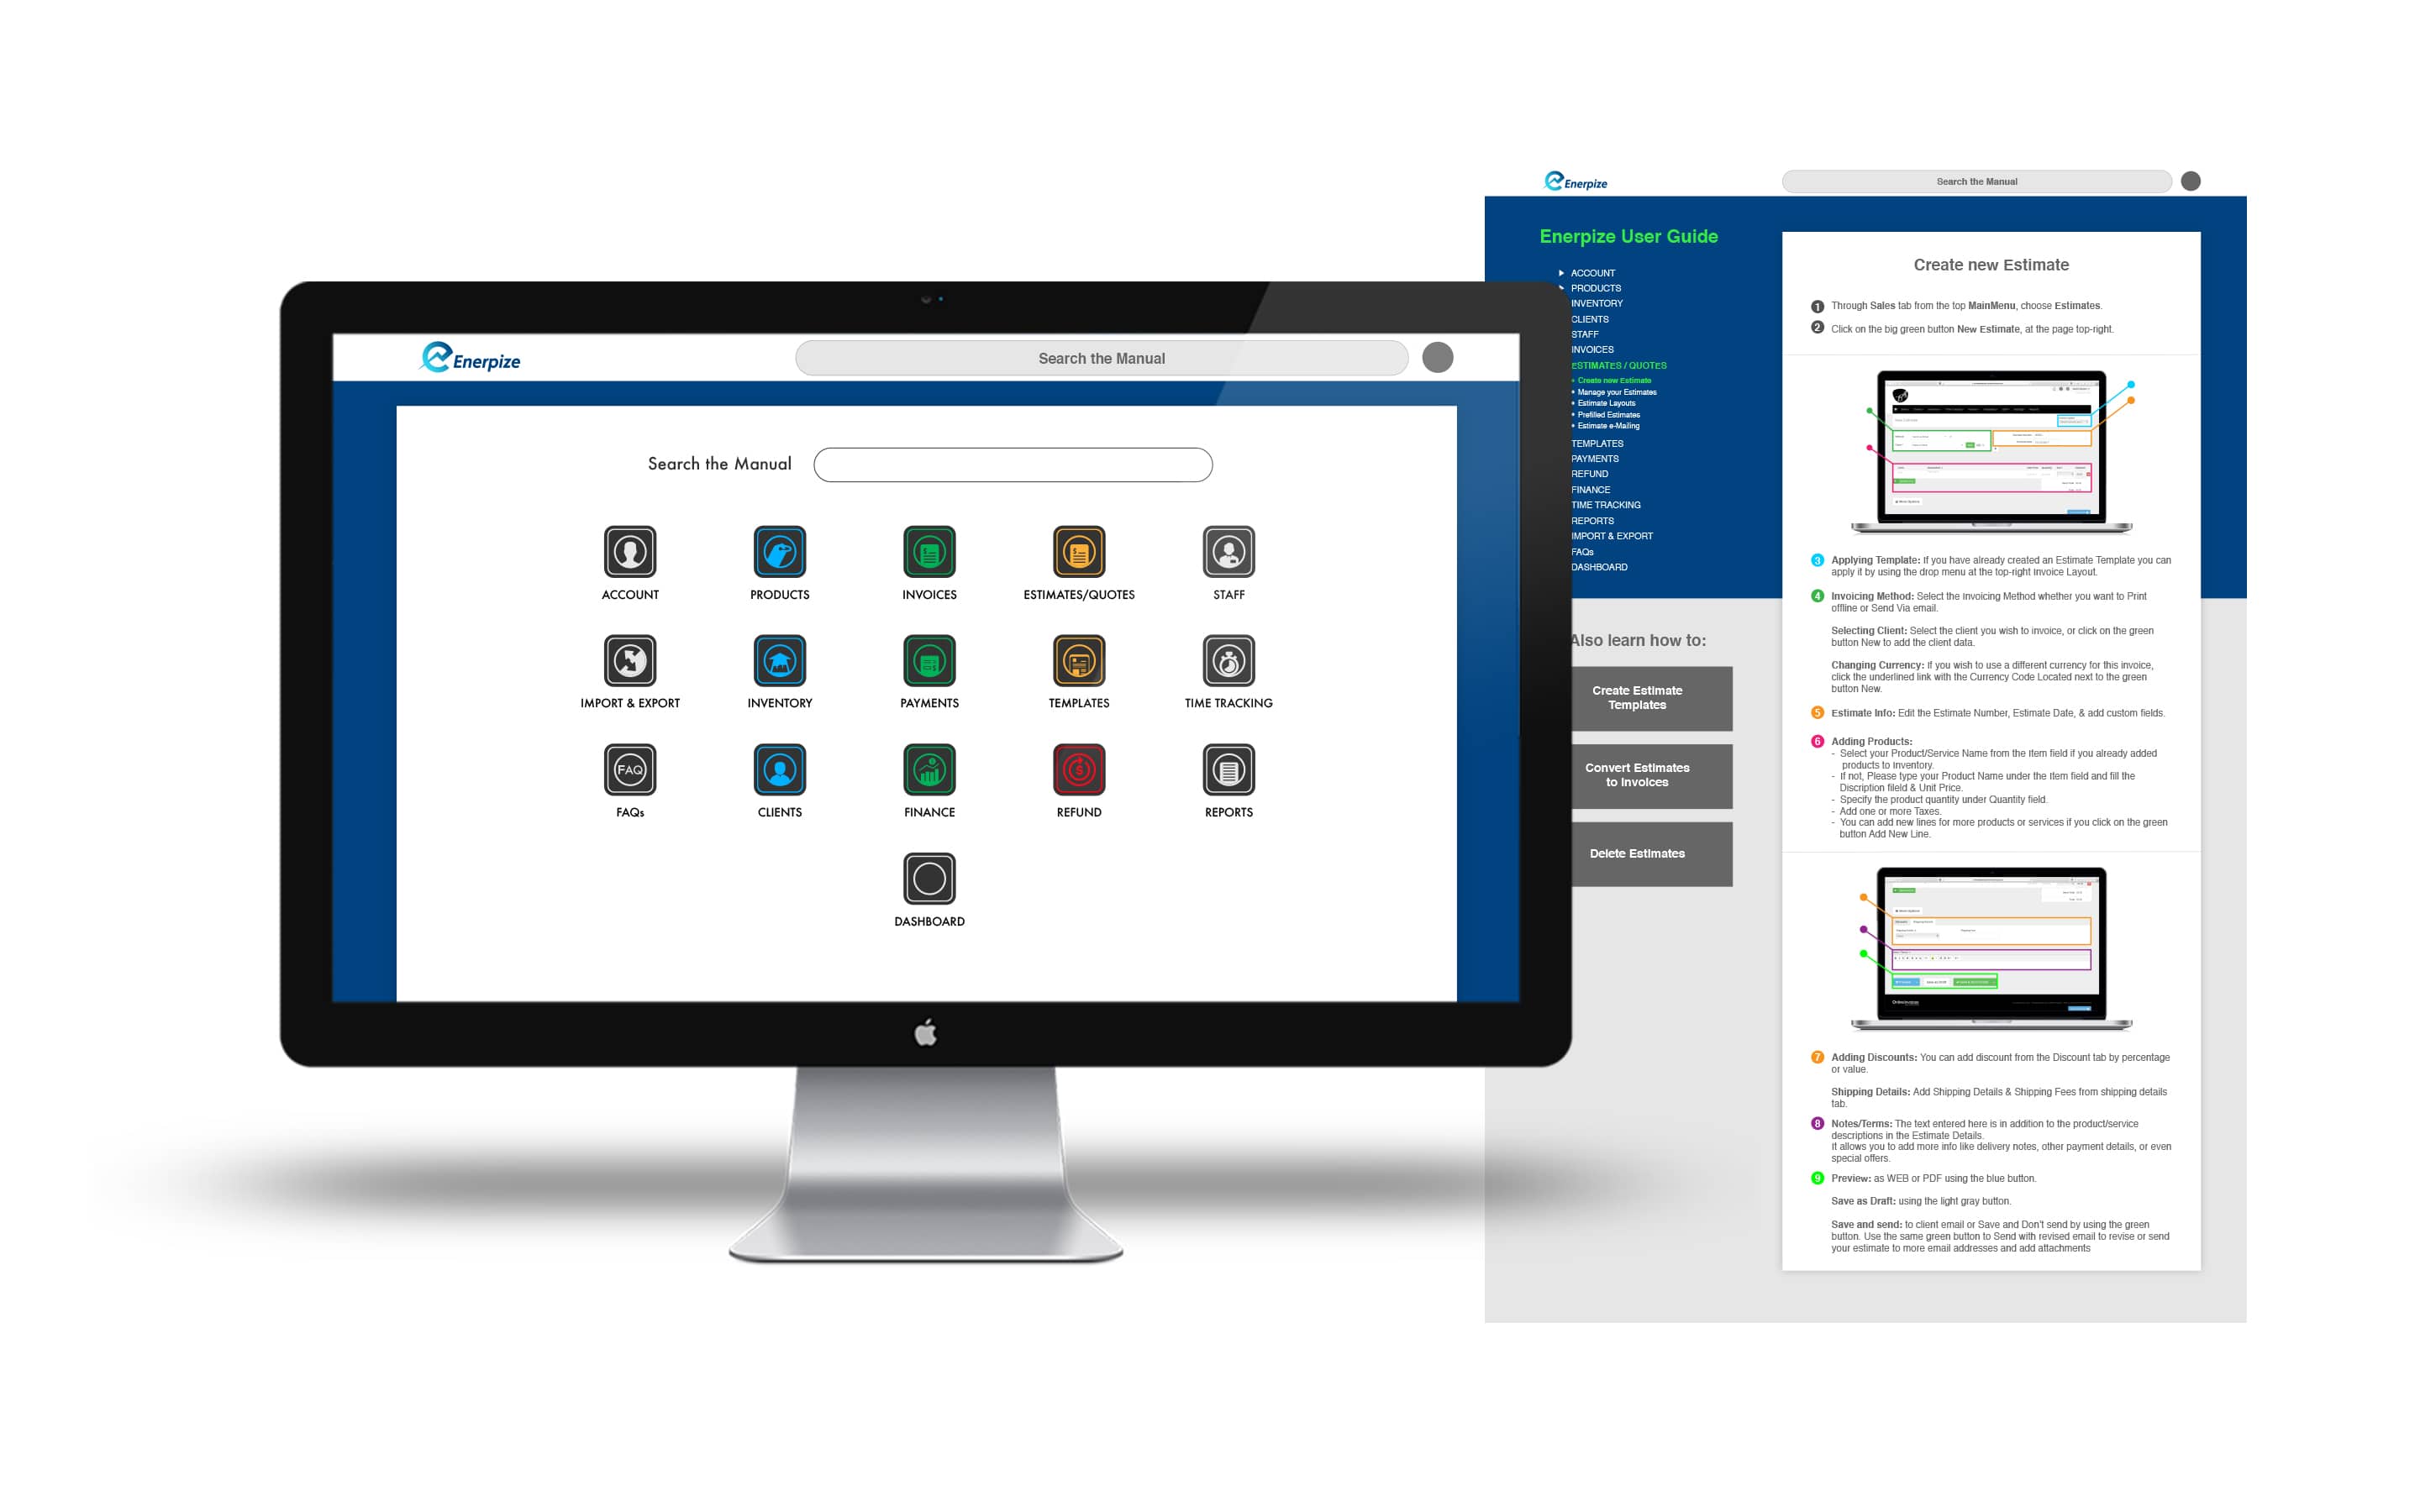 Enerpize
Search the Manual
Search the Manual
ACCOUNT
PRODUCTS
INVOICES
ESTIMATES/QUOTES
STAFF
IMPORT & EXPORT
INVENTORY
PAYMENTS
TEMPLATES
TIME TRACKING
FAQ
FAQs
CLIENTS
FINANCE
REFUND
REPORTS
DASHBOARD
Enerpize
Search the Manual
Enerpize User Guide
ACCOUNT
PRODUCTS
INVENTORY
CLIENTS
STAFF
INVOICES
ESTIMATES / QUOTES
• Create new Estimate
• Manage your Estimates
• Estimate Layouts
• Prefilled Estimates
• Estimate e-Mailing
TEMPLATES
PAYMENTS
REFUND
FINANCE
TIME TRACKING
REPORTS
IMPORT & EXPORT
FAQs
DASHBOARD
Also learn how to:
Create Estimate
Templates
Convert Estimates
to Invoices
Delete Estimates
Create new Estimate
1 Through Sales tab from the top MainMenu, choose Estimates.
2 Click on the big green button New Estimate, at the page top-right.
3 Applying Template: If you have already created an Estimate Template you can
apply it by using the drop menu at the top-right Invoice Layout.
4 Invoicing Method: Select the Invoicing Method whether you want to Print
offline or Send Via email.
Selecting Client: Select the client you wish to invoice, or click on the green
button New to add the client data.
Changing Currency: if you wish to use a different currency for this invoice,
click the underlined link with the Currency Code Located next to the green
button New.
5 Estimate Info: Edit the Estimate Number, Estimate Date, & add custom fields.
6 Adding Products:
- Select your Product/Service Name from the item field if you already added
products to Inventory.
- If not, Please type your Product Name under the item field and fill the
Discription fileld & Unit Price.
- Specify the product quantity under Quantity field.
- Add one or more Taxes.
- You can add new lines for more products or services if you click on the green
button Add New Line.
7 Adding Discounts: You can add discount from the Discount tab by percentage
or value.
Shipping Details: Add Shipping Details & Shipping Fees from shipping details
tab.
8 Notes/Terms: The text entered here is in addition to the product/service
descriptions in the Estimate Details.
it allows you to add more info like delivery notes, other payment details, or even
special offers.
9 Preview: as WEB or PDF using the blue button.
Save as Draft: using the light gray button.
Save and send: to client email or Save and Don't send by using the green
button. Use the same green button to Send with revised email to revise or send
your estimate to more email addresses and add attachments